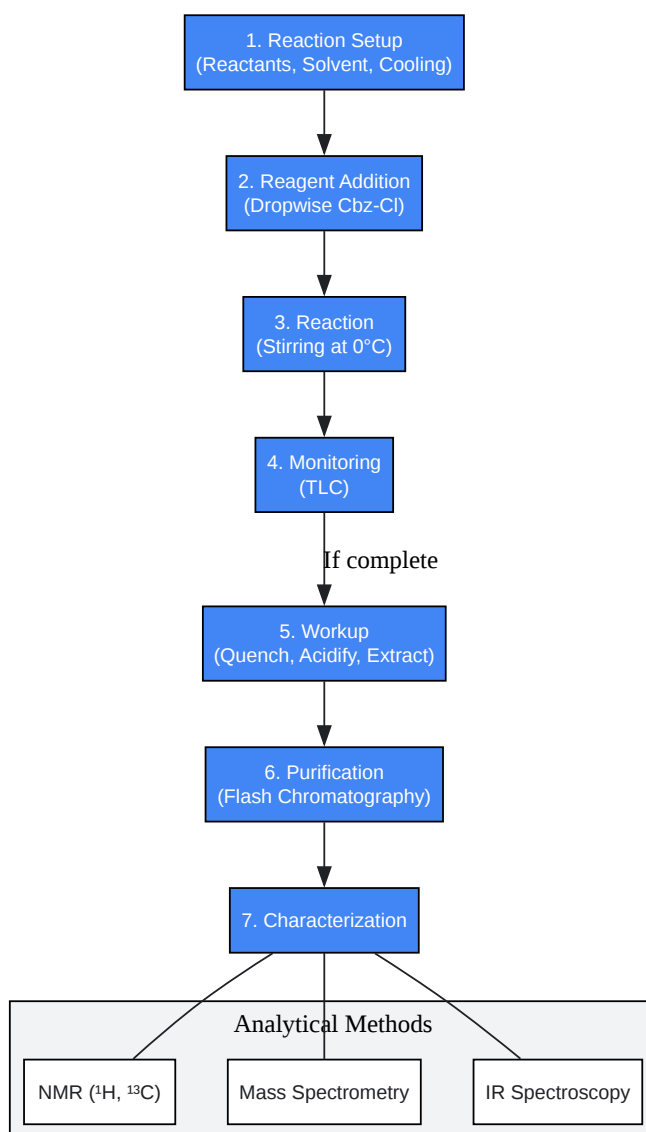 1. Reaction Setup
(Reactants, Solvent, Cooling)
2. Reagent Addition
(Dropwise Cbz-Cl)
3. Reaction
(Stirring at 0°C)
4. Monitoring
(TLC)
If complete
5. Workup
(Quench, Acidify, Extract)
6. Purification
(Flash Chromatography)
7. Characterization
Analytical Methods
NMR (¹H, ¹³C)
Mass Spectrometry
IR Spectroscopy